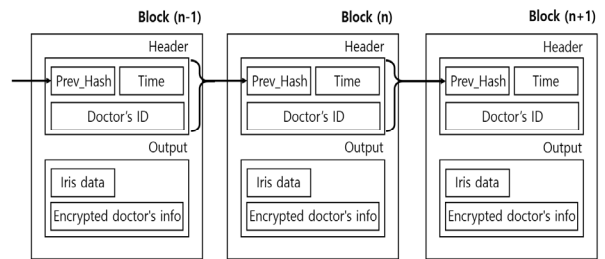 Block (n-1)
Header
Prev_Hash
Time
Doctor's ID
Output
Iris data
Encrypted doctor's info
Block (n)
Header
Prev_Hash
Time
Doctor's ID
Output
Iris data
Encrypted doctor's info
Block (n+1)
Header
Prev_Hash
Time
Doctor's ID
Output
Iris data
Encrypted doctor's info